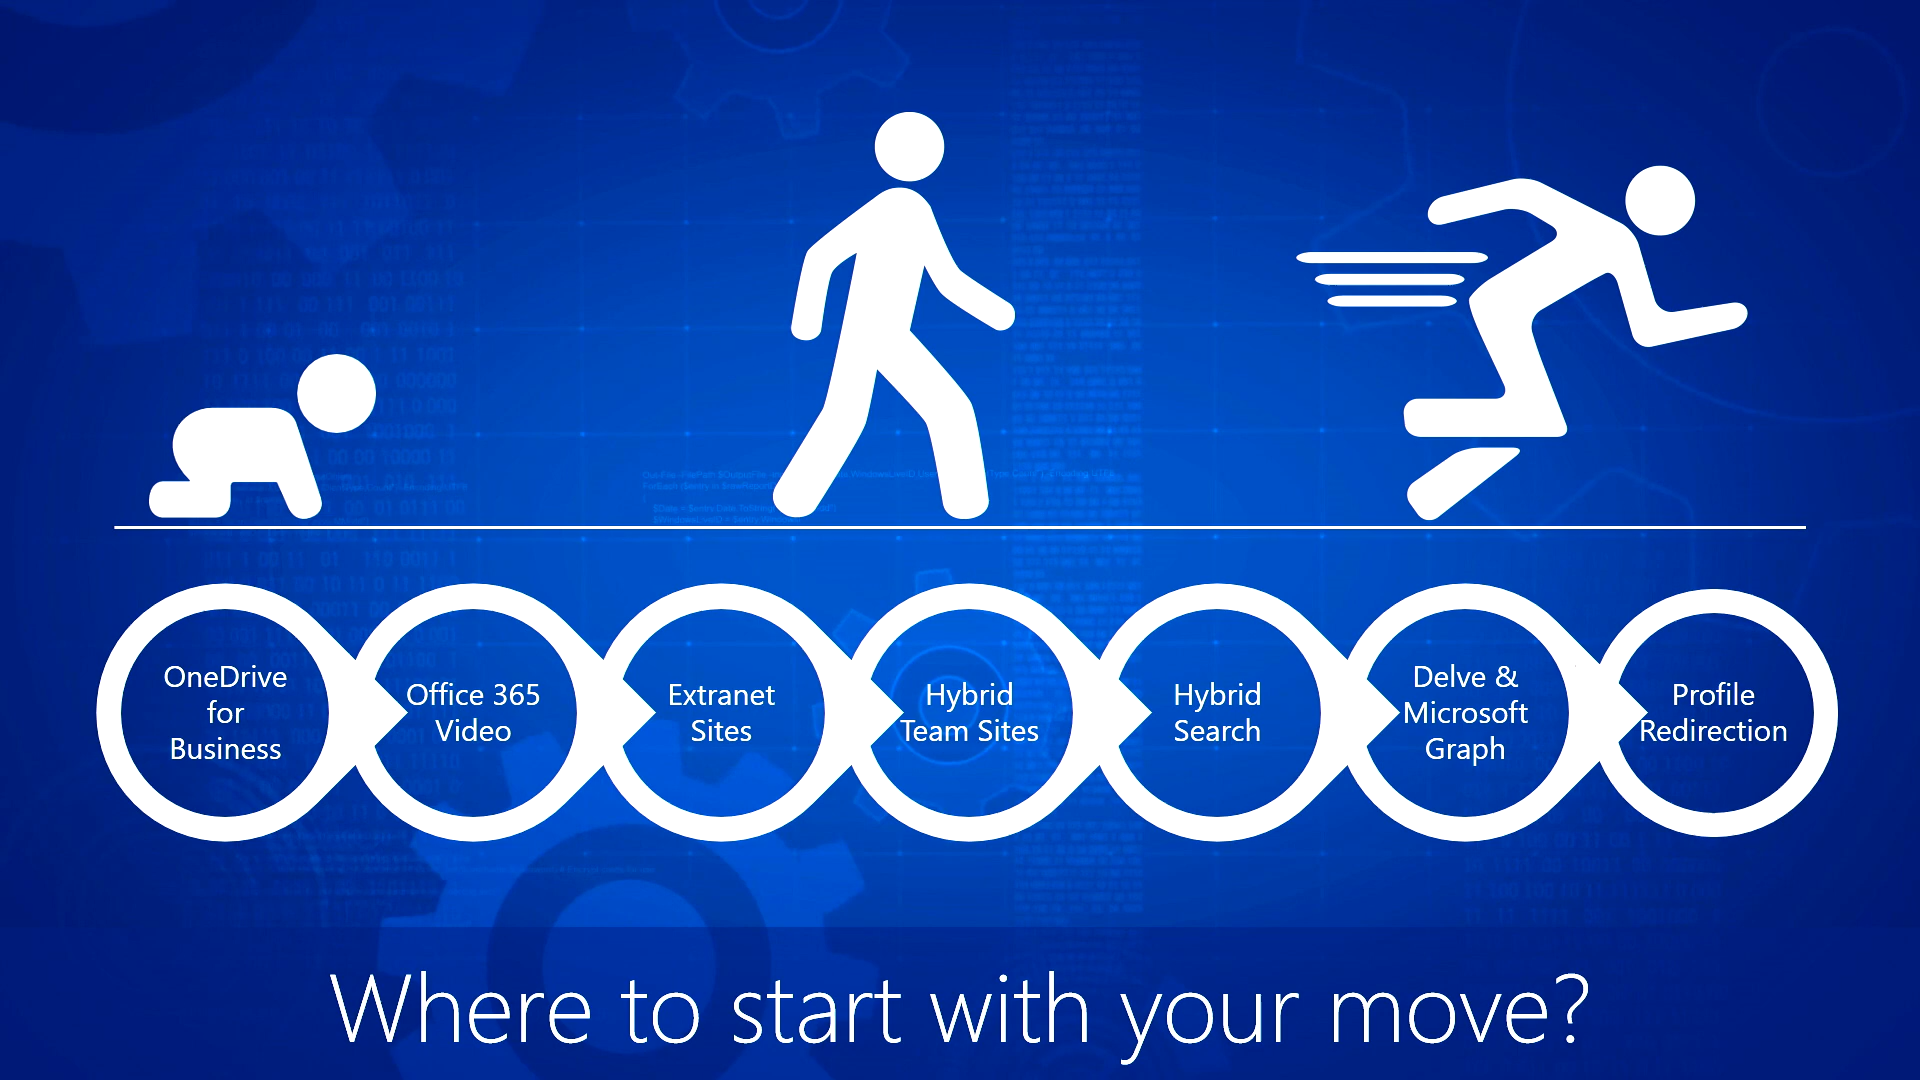 OneDrive
for
Business
Office 365
Video
Extranet
Sites
Hybrid
Team Sites
Hybrid
Search
Delve &
Microsoft
Graph
Profile
Redirection
Where to start with your move?